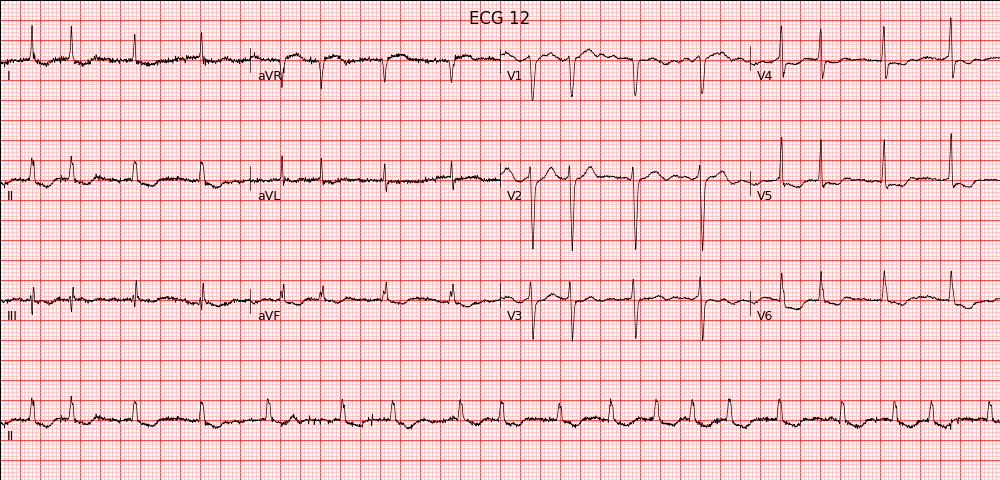 ECG 12
I aVR V1 V4
II aVL V2 V5
III aVF V3 V6
II